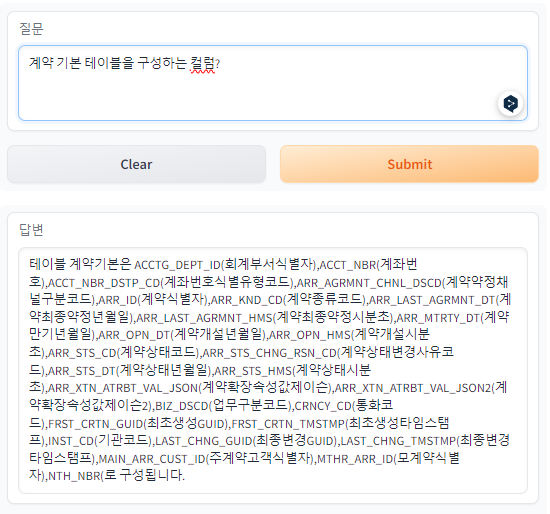 질문
계약 기본 테이블을 구성하는 컬럼?
Clear
Submit
답변
테이블 계약기본은 ACCTG_DEPT_ID(회계부서식별자),ACCT_NBR(계좌번
호),ACCT_NBR_DSTP_CD(계좌번호식별유형코드),ARR_AGRMNT_CHNL_DSCD(계약약정채
널구분코드),ARR_ID(계약식별자),ARR_KND_CD(계약종류코드),ARR_LAST_AGRMNT_DT(계
약최종약정년월일),ARR_LAST_AGRMNT_HMS(계약최종약정시분초),ARR_MTRTY_DT(계약
만기년월일),ARR_OPN_DT(계약개설년월일),ARR_OPN_HMS(계약개설시분
초),ARR_STS_CD(계약상태코드),ARR_STS_CHNG_RSN_CD(계약상태변경사유코
드),ARR_STS_DT(계약상태년월일),ARR_STS_HMS(계약상태시분
초),ARR_XTN_ATRBT_VAL_JSON(계약확장속성값제이슨),ARR_XTN_ATRBT_VAL_JSON2(계
약확장속성값제이슨2),BIZ_DSCD(업무구분코드),CRNCY_CD(통화코
드),FRST_CRTN_GUID(최초생성GUID),FRST_CRTN_TMSTMP(최초생성타임스탬
프),INST_CD(기관코드),LAST_CHNG_GUID(최종변경GUID),LAST_CHNG_TMSTMP(최종변경
타임스탬프),MAIN_ARR_CUST_ID(주계약고객식별자),MTHR_ARR_ID(모계약식별
자),NTH_NBR(로 구성됩니다.